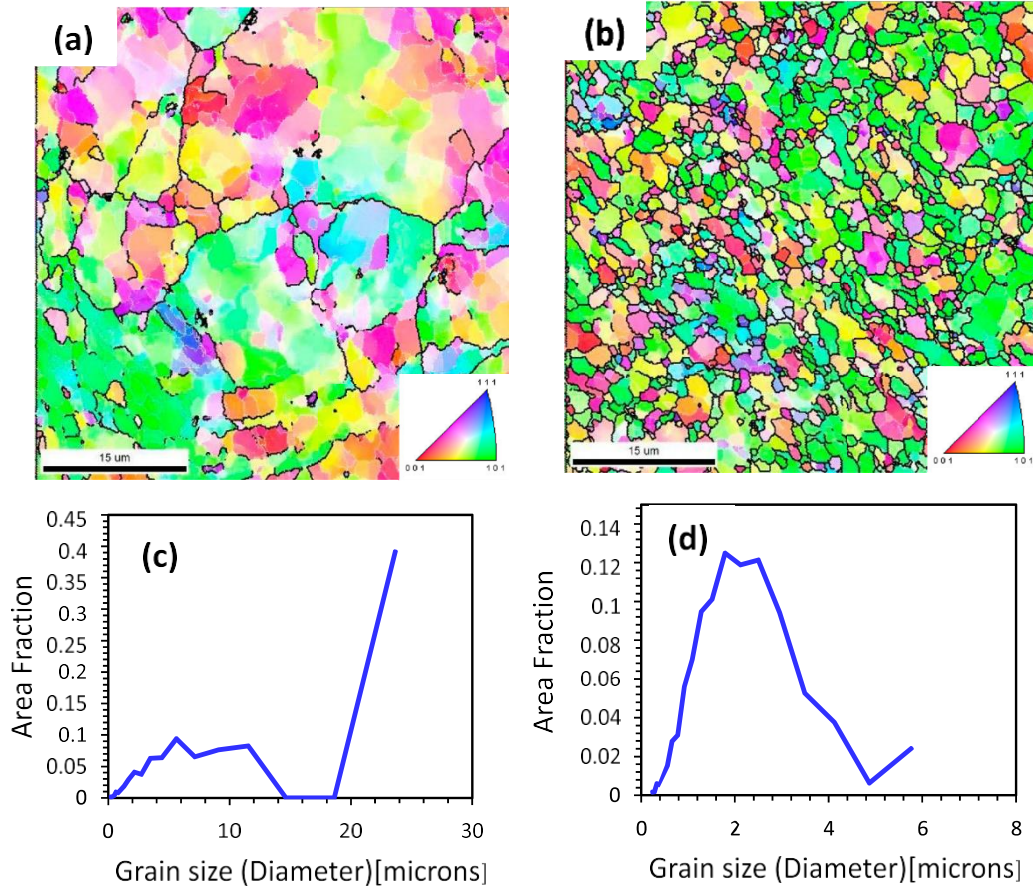 (a)
111
001
101
15 um
(b)
111
001
101
15 um
(c)
Area Fraction
0.45
0.4
0.35
0.3
0.25
0.2
0.15
0.1
0.05
0
0 10 20 30
Grain size (Diameter)[microns]
(d)
Area Fraction
0.14
0.12
0.1
0.08
0.06
0.04
0.02
0
0 2 4 6 8
Grain size (Diameter)[microns]